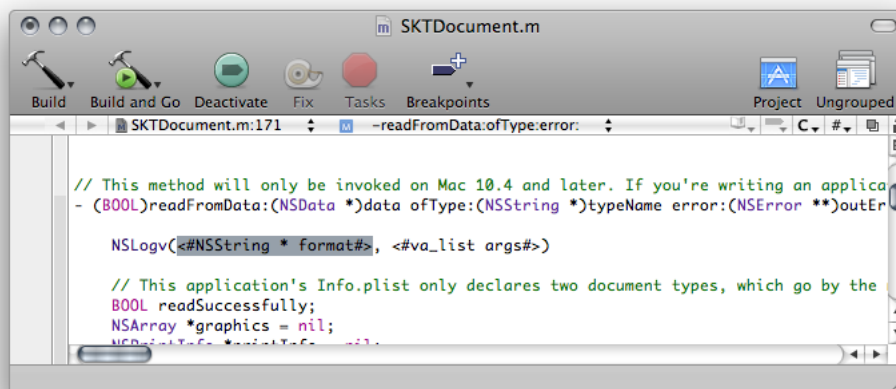 SKTDocument.m
Build Build and Go Deactivate Fix Tasks Breakpoints Project Ungrouped
SKTDocument.m:171 M -readFromData:ofType:error: C #
// This method will only be invoked on Mac 10.4 and later. If you're writing an applica
- (BOOL)readFromData:(NSData *)data ofType:(NSString *)typeName error:(NSError **)outEr
NSLogv(<#NSString * format#>, <#va_list args#>)
// This application's Info.plist only declares two document types, which go by the
BOOL readSuccessfully;
NSArray *graphics = nil;
NSPrintInfo *printInfo = nil;